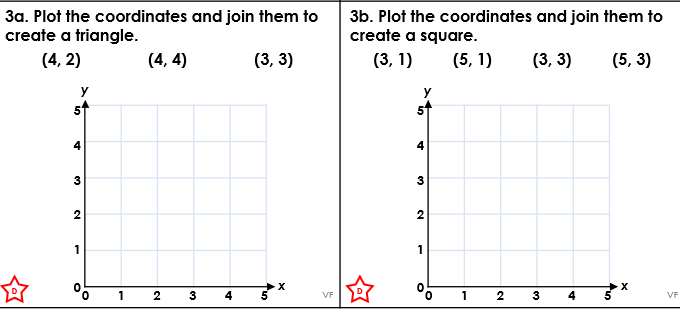 3a. Plot the coordinates and join them to
create a triangle.
(4, 2) (4, 4) (3, 3)
y
5
4
3
2
1
0
0 1 2 3 4 5 x
D
VF
3b. Plot the coordinates and join them to
create a square.
(3, 1) (5, 1) (3, 3) (5, 3)
y
5
4
3
2
1
0
0 1 2 3 4 5 x
D
VF